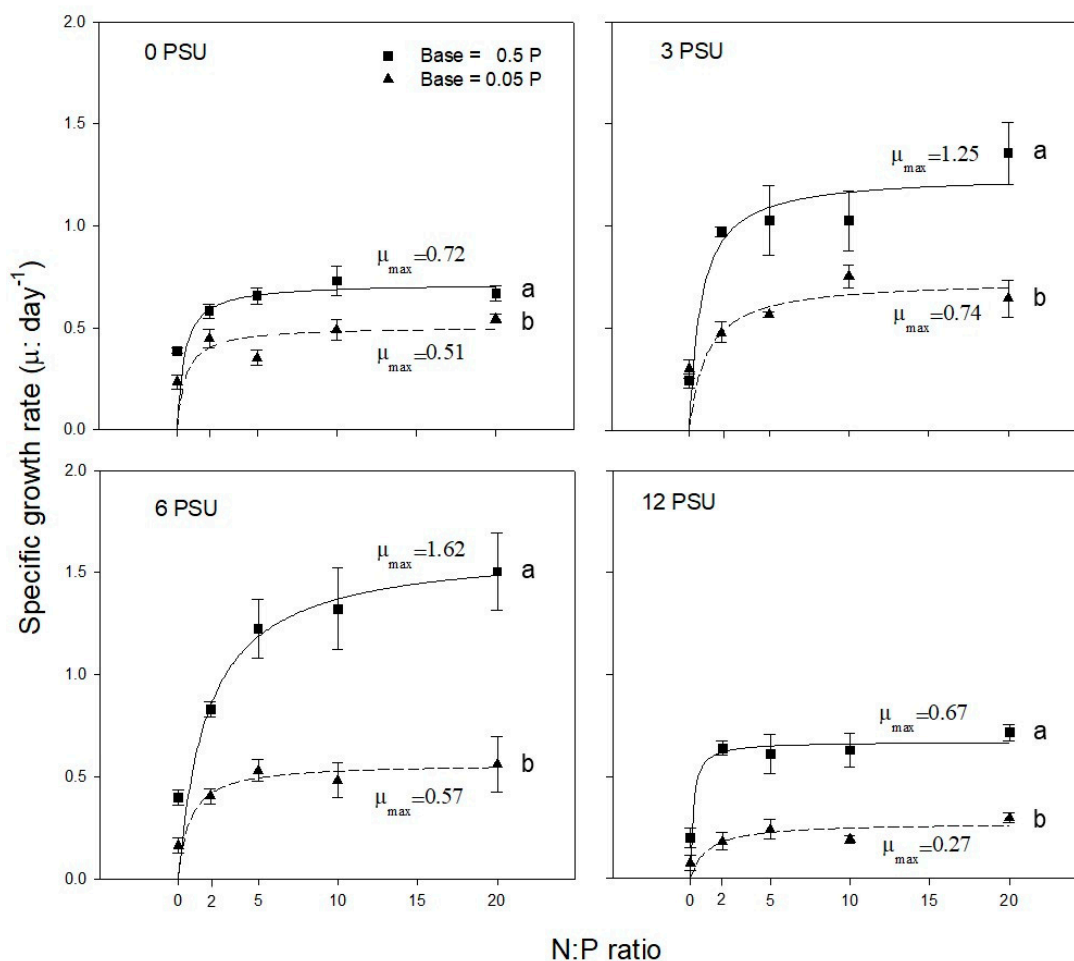 2.0
0 PSU
Base = 0.5 P
Base = 0.05 P
1.5
1.0
μmax=0.72
a
0.5
b
μmax=0.51
0.0
3 PSU
μmax=1.25
a
b
μmax=0.74
2.0
6 PSU
1.5
μmax=1.62
a
1.0
0.5
b
μmax=0.57
0.0
0 2 5 10 20
12 PSU
μmax=0.67
a
b
μmax=0.27
0 2 5 10 20
Specific growth rate (μ: day-1)
N:P ratio